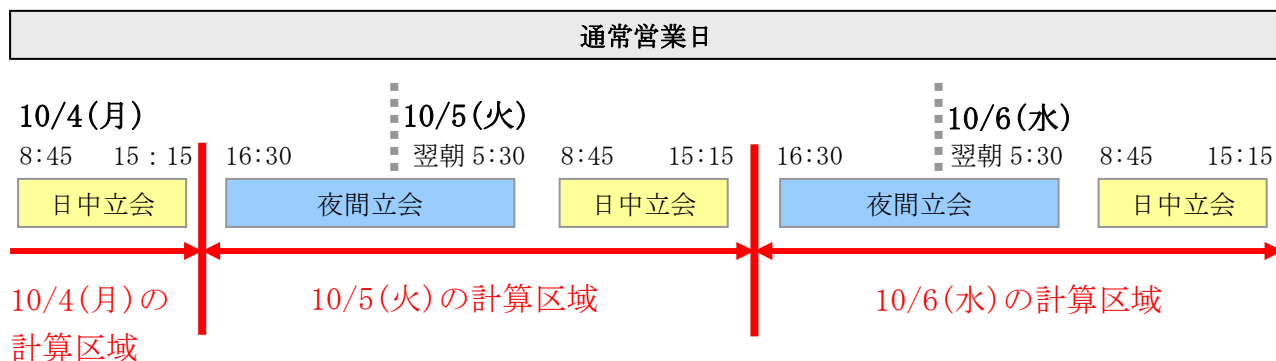 通常営業日
10/4(月) 10/5(火) 10/6(水)
8:45 15：15 16:30 翌朝 5:30 8:45 15:15 16:30 翌朝 5:30 8:45 15:15
日中立会 夜間立会 日中立会 夜間立会 日中立会
10/4(月)の 10/5(火)の計算区域 10/6(水)の計算区域
計算区域